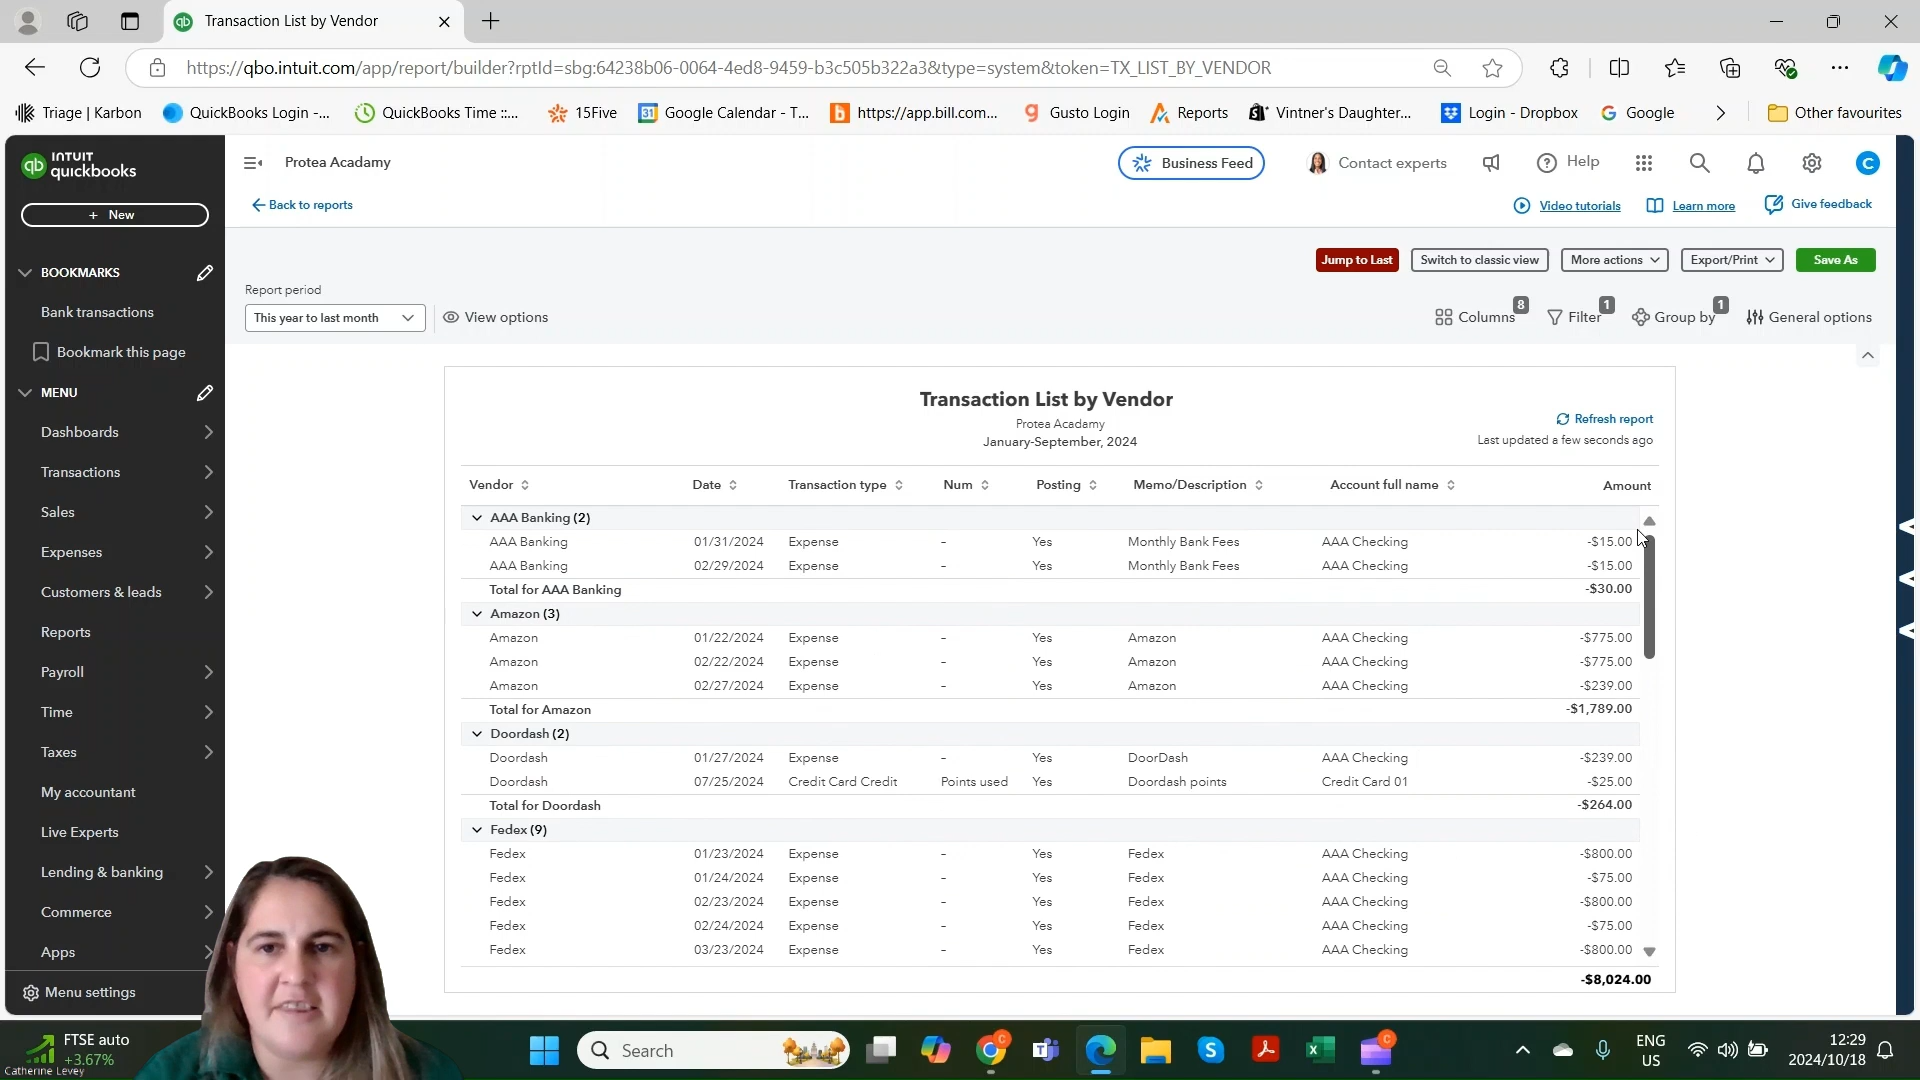 Transaction List by Vendor
https://qbo.intuit.com/app/report/builder?rptId=sbg:64238b06-0064-4ed8-9459-b3c505b322a3&type=system&token=TX_LIST_BY_VENDOR
Triage | Karbon QuickBooks Login -... QuickBooks Time ::... 15Five Google Calendar - T... https://app.bill.com... Gusto Login Reports Vintner's Daughter... Login - Dropbox Google Other favourites
INTUIT
quickbooks
Protea Acadamy Business Feed Contact experts Help C
+ New
Back to reports Video tutorials Learn more Give feedback
BOOKMARKS
Bank transactions
Bookmark this page
MENU
Dashboards
Transactions
Sales
Expenses
Customers & leads
Reports
Payroll
Time
Taxes
My accountant
Live Experts
Lending & banking
Commerce
Apps
Menu settings
Jump to Last Switch to classic view More actions Export/Print Save As
Report period
This year to last month View options Columns 8 Filter 1 Group by 1 General options
Transaction List by Vendor
Protea Acadamy
January-September, 2024
Refresh report
Last updated a few seconds ago
Vendor Date Transaction type Num Posting Memo/Description Account full name Amount
AAA Banking (2)
AAA Banking 01/31/2024 Expense - Yes Monthly Bank Fees AAA Checking -$15.00
AAA Banking 02/29/2024 Expense - Yes Monthly Bank Fees AAA Checking -$15.00
Total for AAA Banking -$30.00
Amazon (3)
Amazon 01/22/2024 Expense - Yes Amazon AAA Checking -$775.00
Amazon 02/22/2024 Expense - Yes Amazon AAA Checking -$775.00
Amazon 02/27/2024 Expense - Yes Amazon AAA Checking -$239.00
Total for Amazon -$1,789.00
Doordash (2)
Doordash 01/27/2024 Expense - Yes DoorDash AAA Checking -$239.00
Doordash 07/25/2024 Credit Card Credit Points used Yes Doordash points Credit Card 01 -$25.00
Total for Doordash -$264.00
Fedex (9)
Fedex 01/23/2024 Expense - Yes Fedex AAA Checking -$800.00
Fedex 01/24/2024 Expense - Yes Fedex AAA Checking -$75.00
Fedex 02/23/2024 Expense - Yes Fedex AAA Checking -$800.00
Fedex 02/24/2024 Expense - Yes Fedex AAA Checking -$75.00
Fedex 03/23/2024 Expense - Yes Fedex AAA Checking -$800.00
-$8,024.00
FTSE auto
+3.67%
Catherine Levey
Search
ENG
US
12:29
2024/10/18